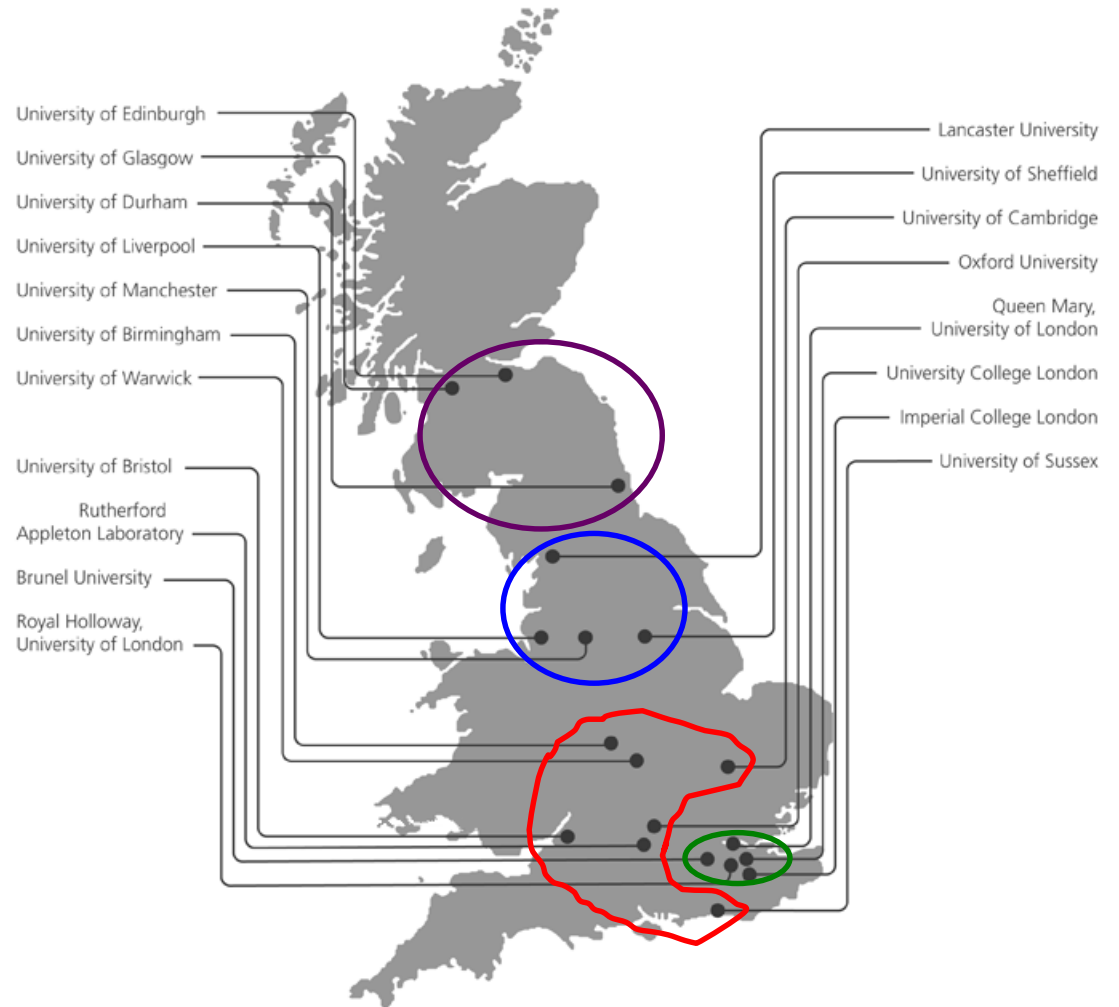 University of Edinburgh
University of Glasgow
University of Durham
University of Liverpool
University of Manchester
University of Birmingham
University of Warwick
University of Bristol
Rutherford
Appleton Laboratory
Brunel University
Royal Holloway,
University of London
Lancaster University
University of Sheffield
University of Cambridge
Oxford University
Queen Mary,
University of London
University College London
Imperial College London
University of Sussex